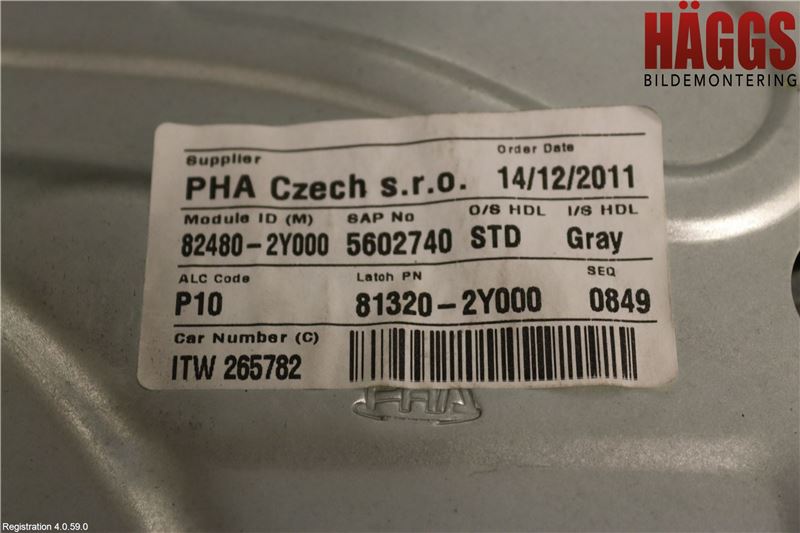 HÄGGS
BILDEMONTERING
Supplier Order Date
PHA Czech s.r.o. 14/12/2011
Module ID (M) SAP No O/S HDL I/S HDL
82480-2Y000 5602740 STD Gray
ALC Code Latch PN SEQ
P10 81320-2Y000 0849
Car Number (C)
ITW 265782
PHA
Registration 4.0.59.0